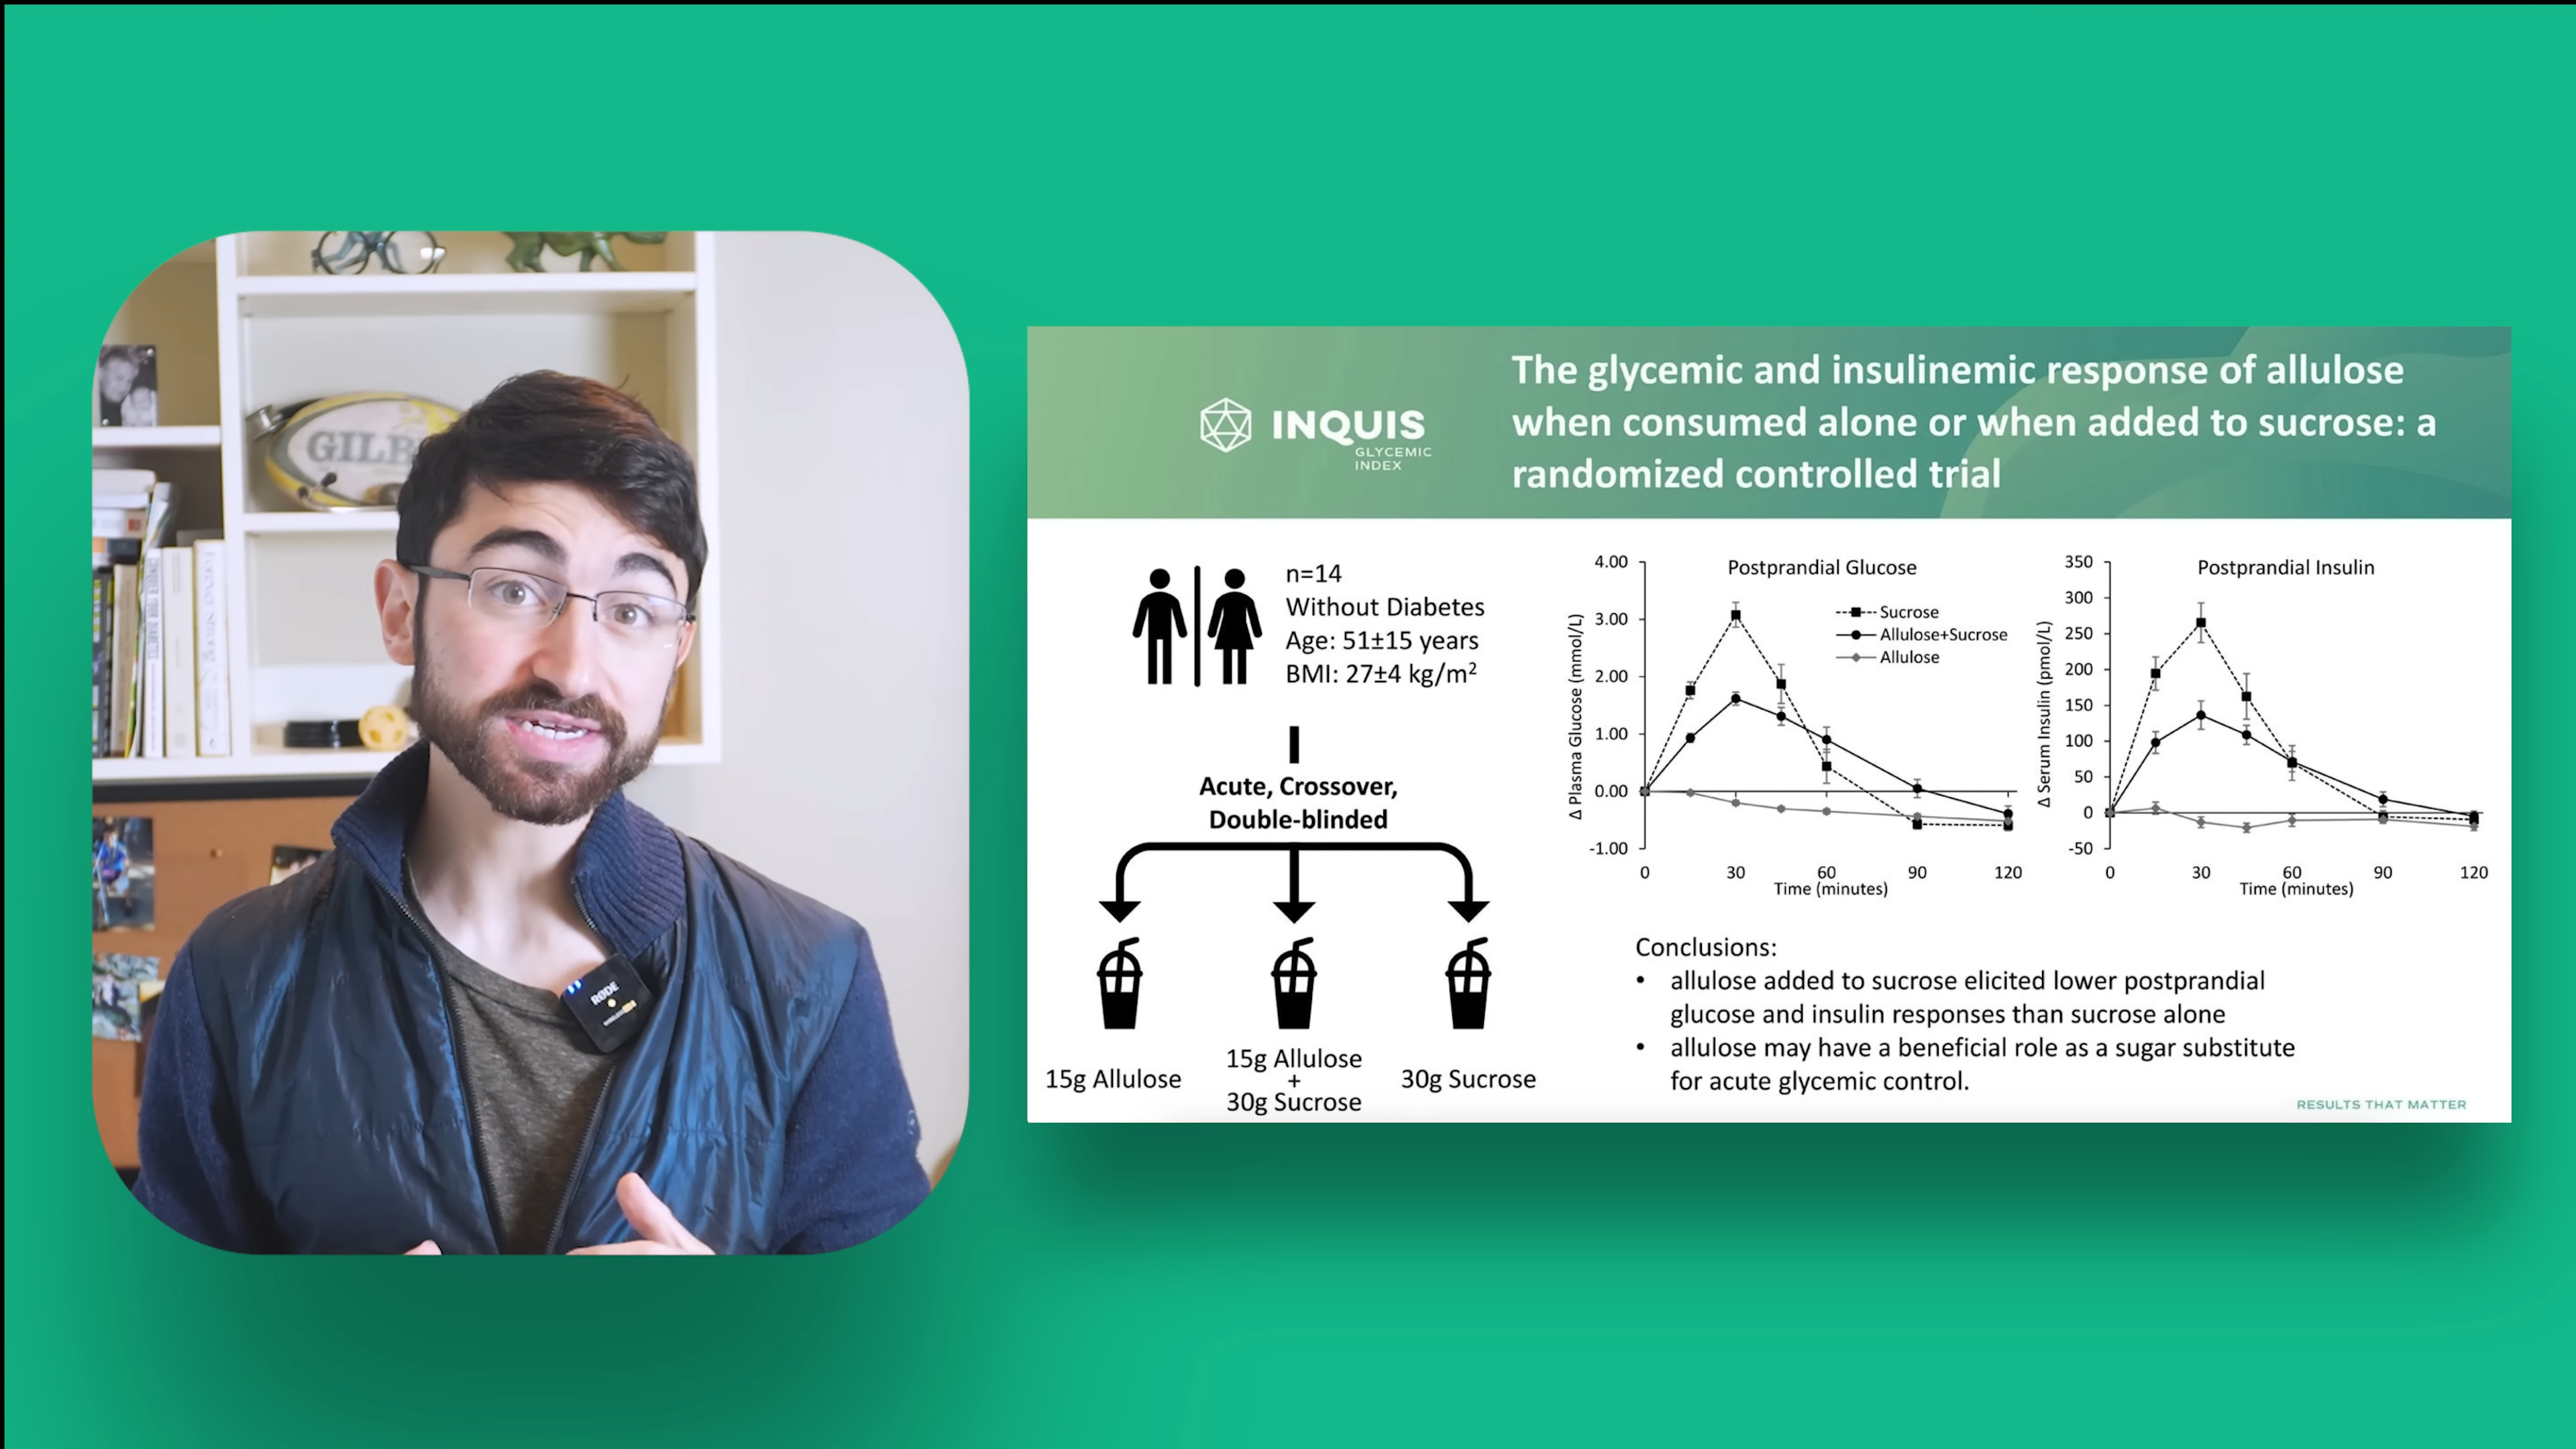 GILB
RØDE
INQUIS
GLYCEMIC
INDEX
The glycemic and insulinemic response of allulose
when consumed alone or when added to sucrose: a
randomized controlled trial
n=14
Without Diabetes
Age: 51±15 years
BMI: 27±4 kg/m²
Acute, Crossover,
Double-blinded
15g Allulose
15g Allulose
+
30g Sucrose
30g Sucrose
Postprandial Glucose
Δ Plasma Glucose (mmol/L)
4.00
3.00
2.00
1.00
0.00
-1.00
Sucrose
Allulose+Sucrose
Allulose
0 30 60 90 120
Time (minutes)
Postprandial Insulin
Δ Serum Insulin (pmol/L)
350
300
250
200
150
100
50
0
-50
0 30 60 90 120
Time (minutes)
Conclusions:
• allulose added to sucrose elicited lower postprandial
glucose and insulin responses than sucrose alone
• allulose may have a beneficial role as a sugar substitute
for acute glycemic control.
RESULTS THAT MATTER